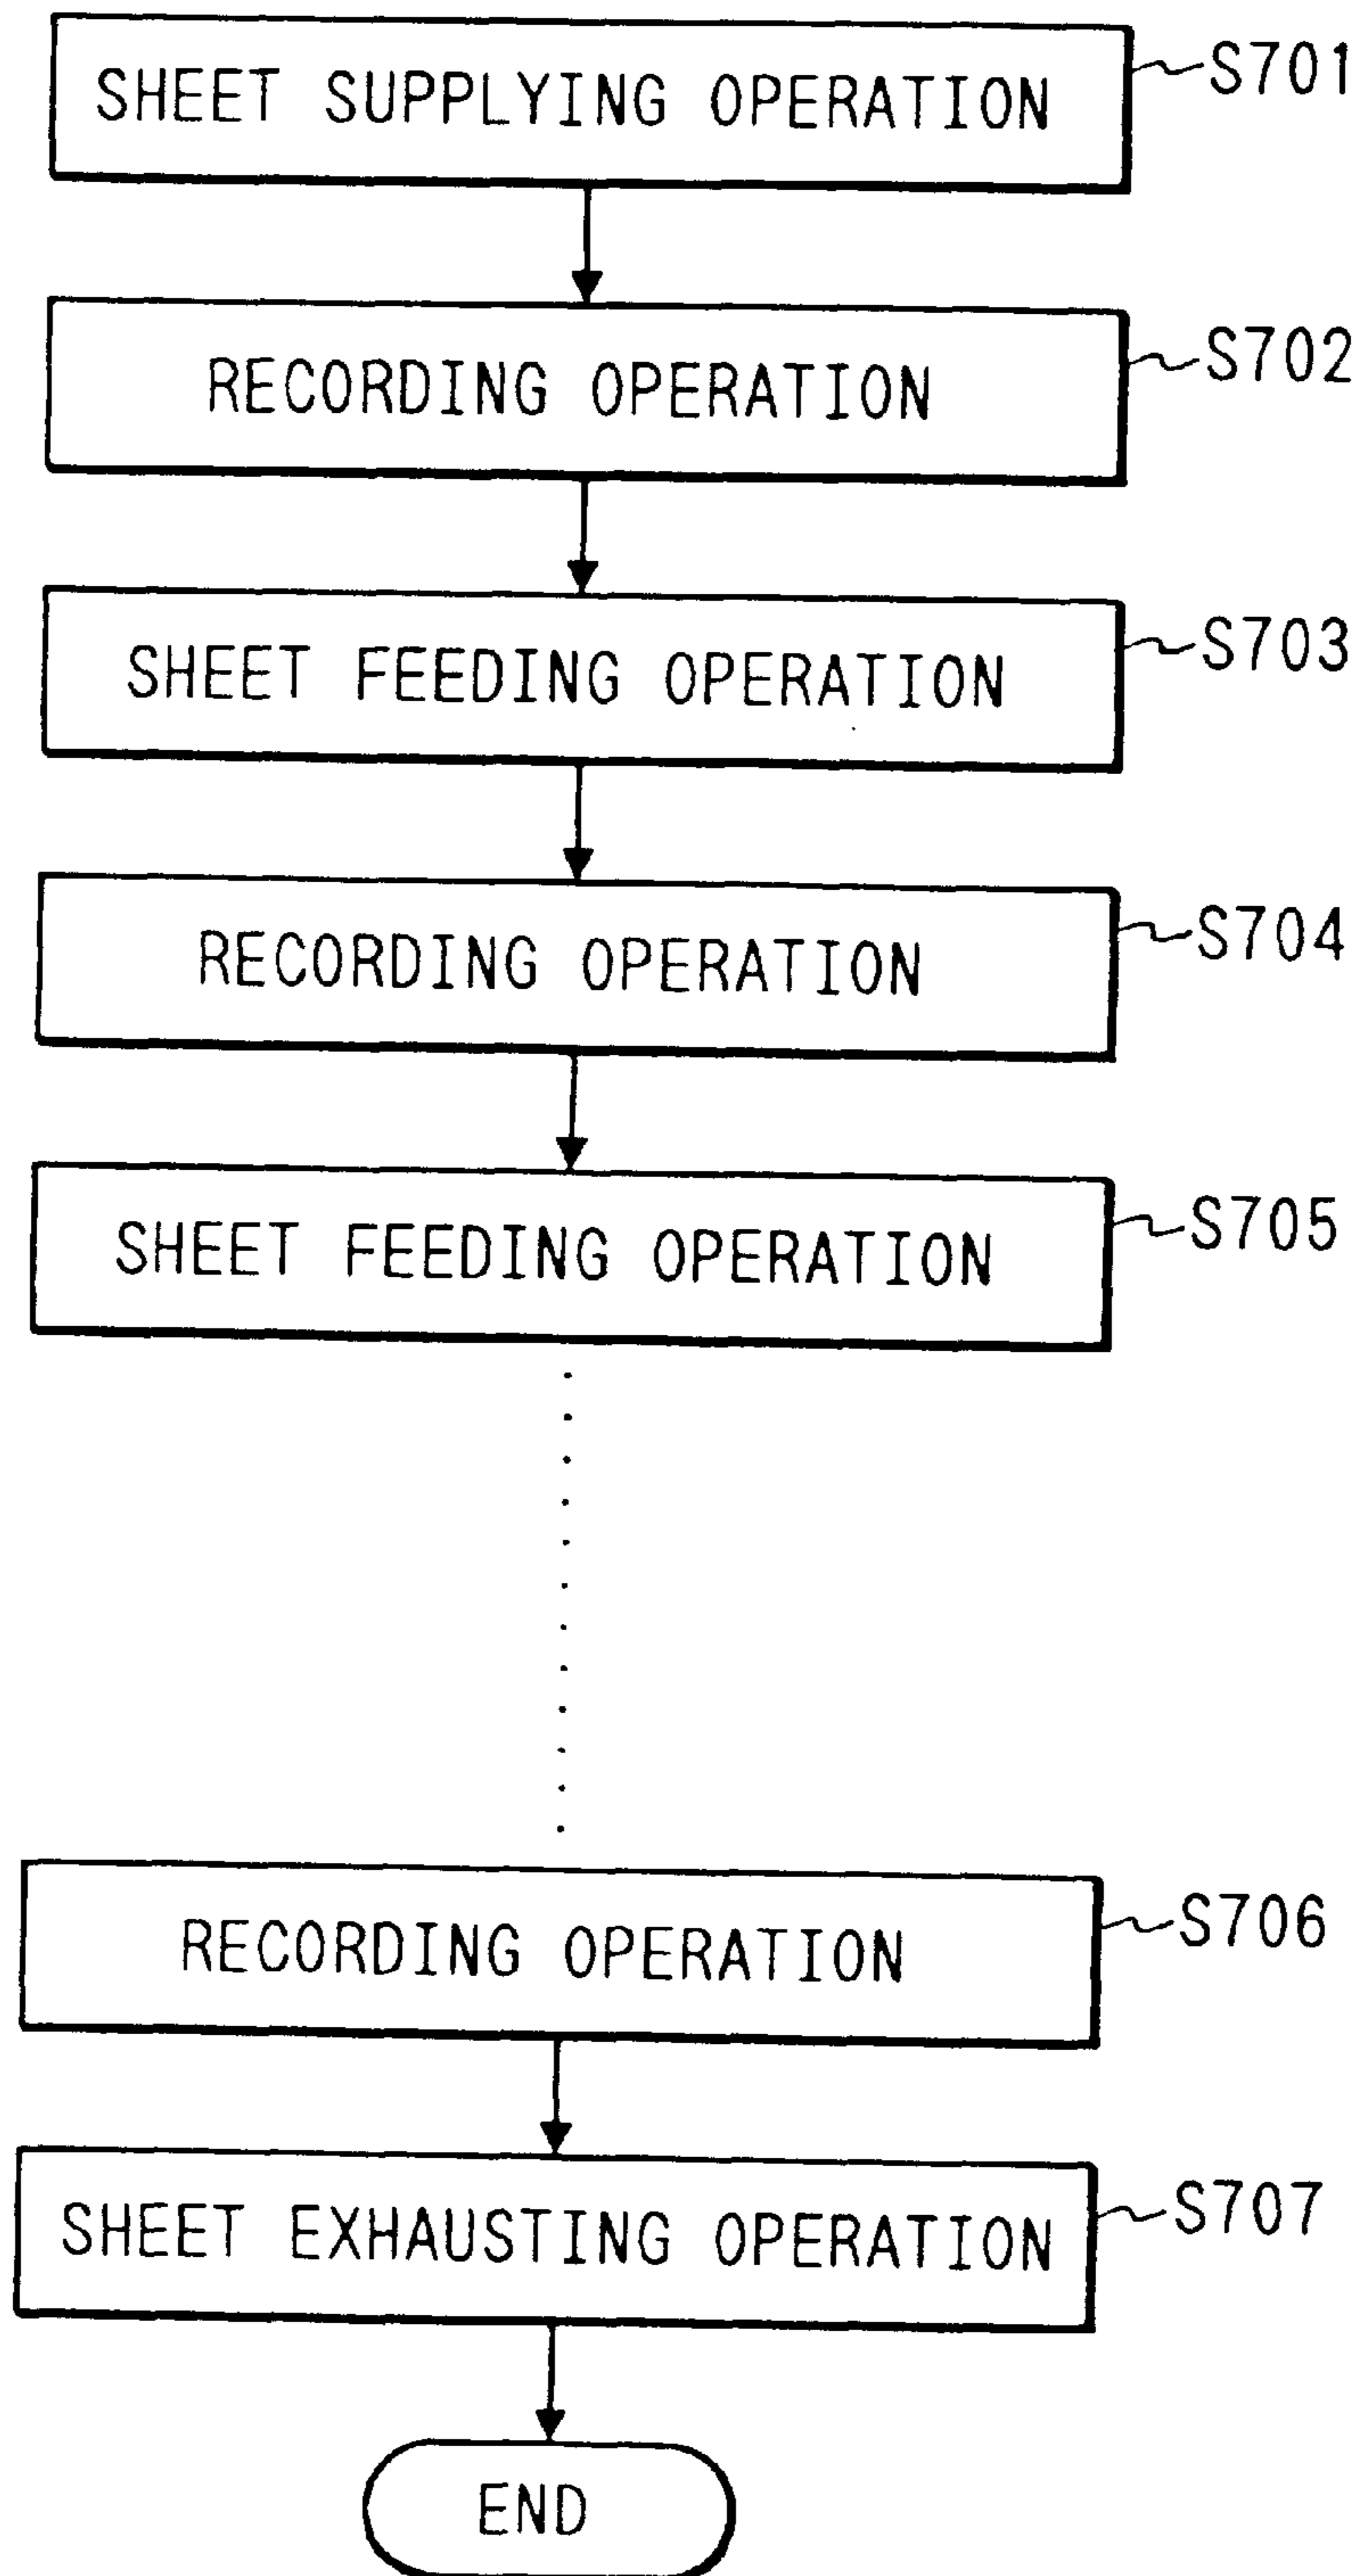 SHEET SUPPLYING OPERATION S701
RECORDING OPERATION S702
SHEET FEEDING OPERATION S703
RECORDING OPERATION S704
SHEET FEEDING OPERATION S705
RECORDING OPERATION S706
SHEET EXHAUSTING OPERATION S707
END